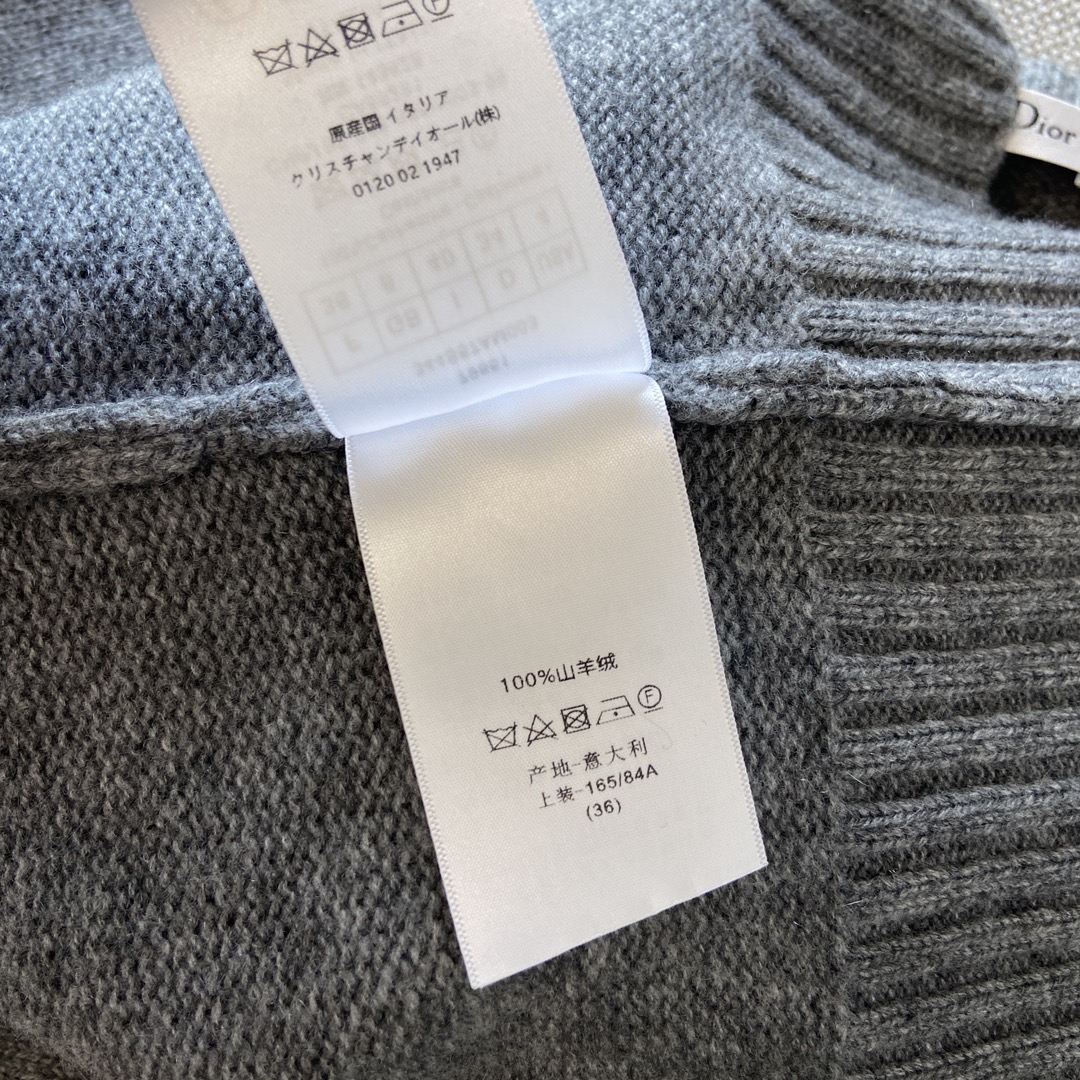 原産国 イタリア
クリスチャンディオール(株)
0120 02 1947
Dior
100%山羊绒
F
产地-意大利
上装-165/84A
(36)